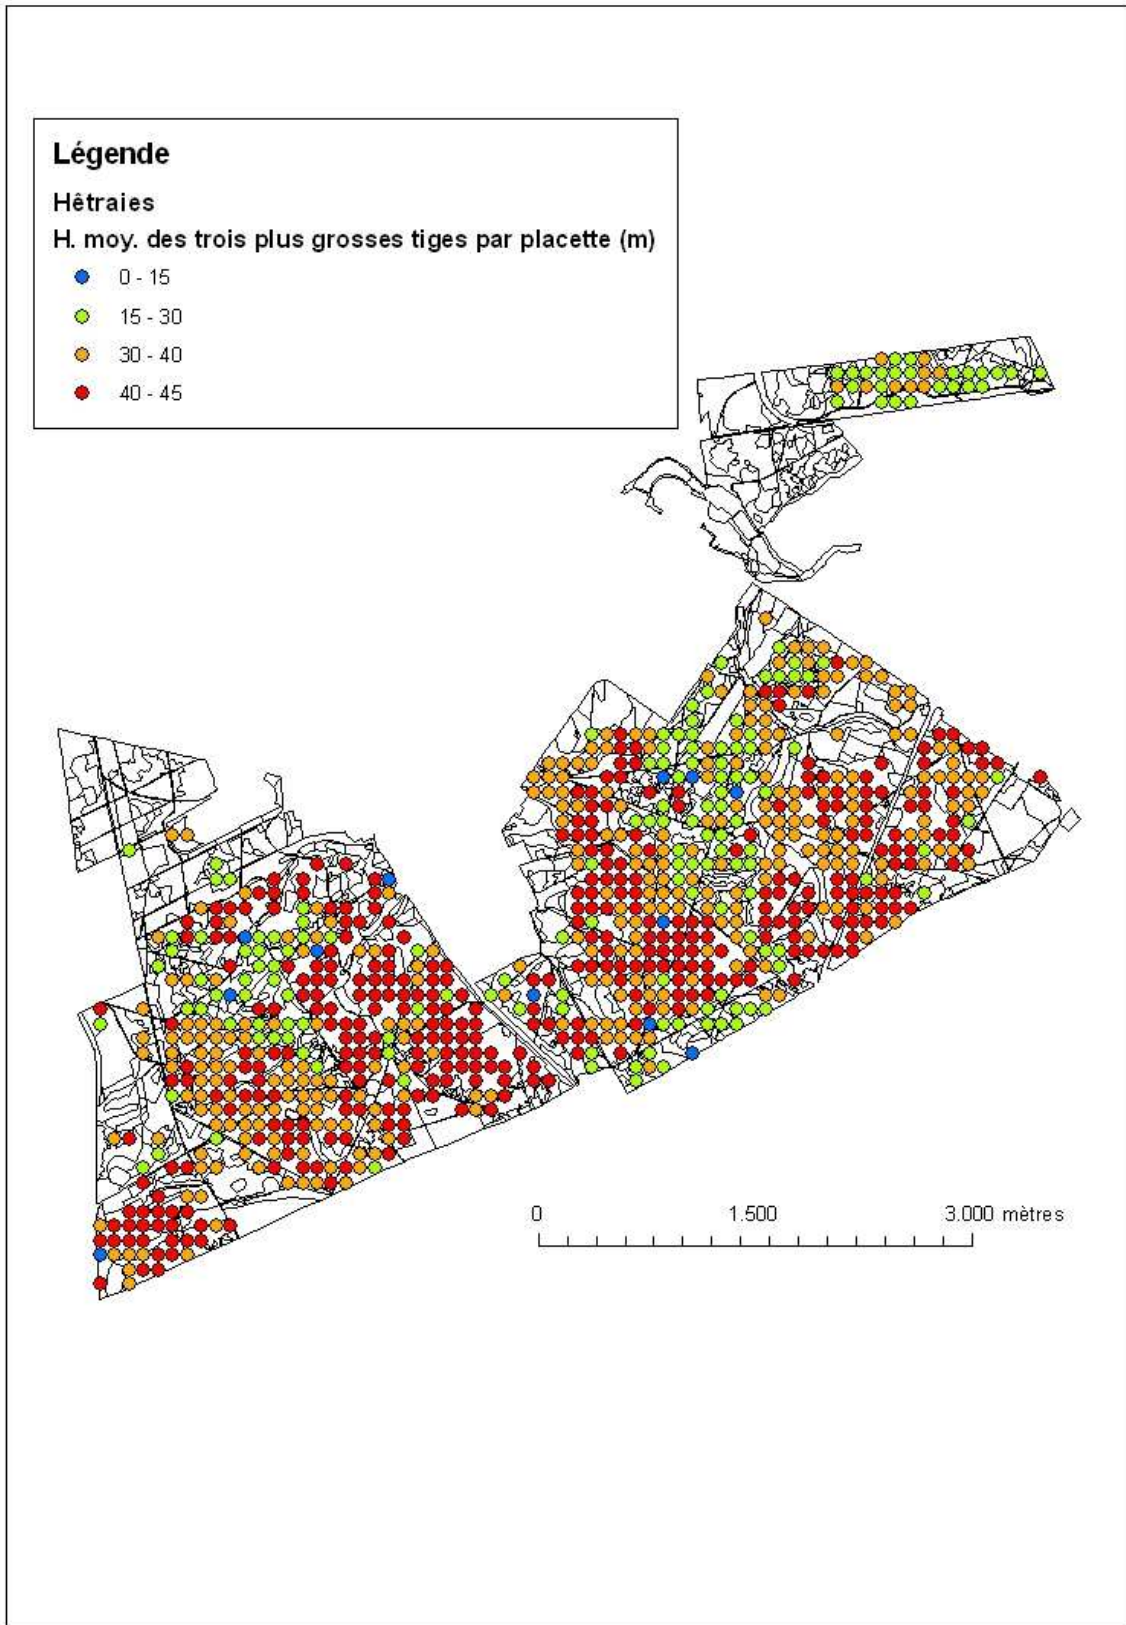 Légende
Hêtraies
H. moy. des trois plus grosses tiges par placette (m)
0 - 15
15 - 30
30 - 40
40 - 45
0 1.500 3.000 mètres